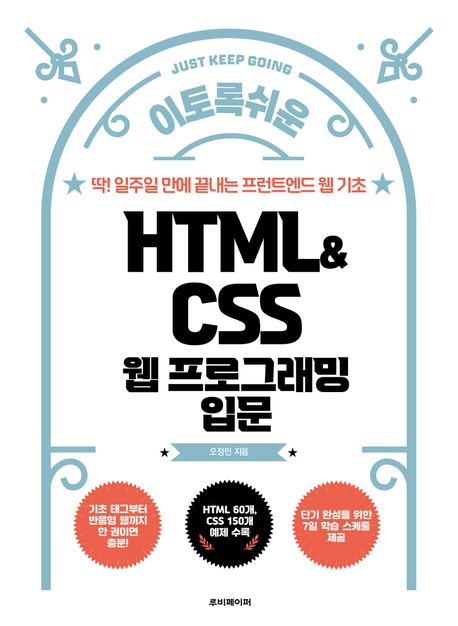 JUST KEEP GOING
이토록쉬운
딱! 일주일 만에 끝내는 프런트엔드 웹 기초
HTML&
CSS
웹 프로그래밍
입문
오정민 지음
기초 태그부터
반응형 웹까지
한 권이면
충분!
HTML 60개,
CSS 150개
예제 수록
단기 완성을 위한
7일 학습 스케줄
제공
루비페이퍼